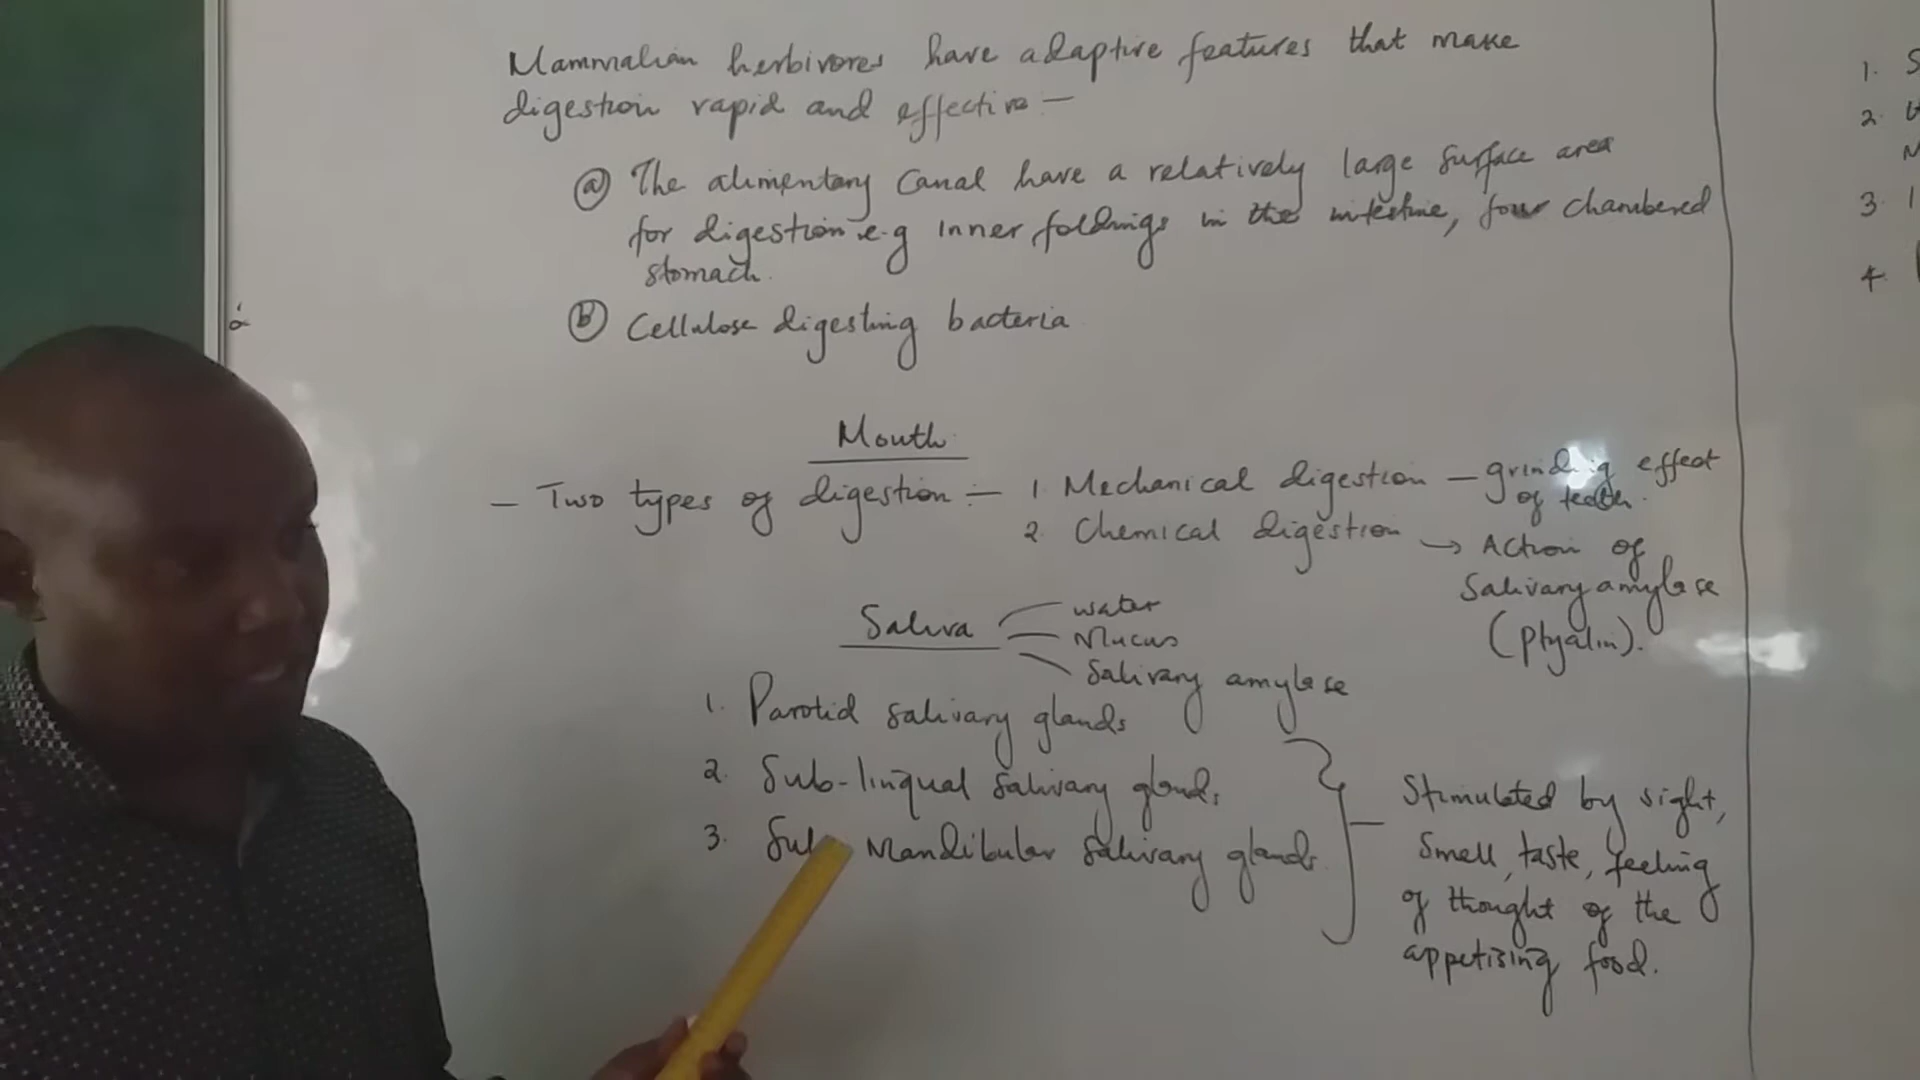 Mammalian herbivores have adaptive features that make
digestion rapid and effective -
(a) The alimentary canal have a relatively large surface area
for digestion e.g inner foldings in the intestine, four chambered
stomach.
(b) Cellulose digesting bacteria
Mouth
- Two types of digestion :- 1. Mechanical digestion - grinding effect
of teeth.
2. Chemical digestion → Action of
Salivary amylase
(Ptyalin).
Saliva
water
Mucus
Salivary amylase
1. Parotid salivary glands
2. Sub-lingual salivary glands
3. Sub Mandibular salivary glands
Stimulated by sight,
Smell, taste, feeling
of thought of the
appetising food.
1. S
2.
3.
4